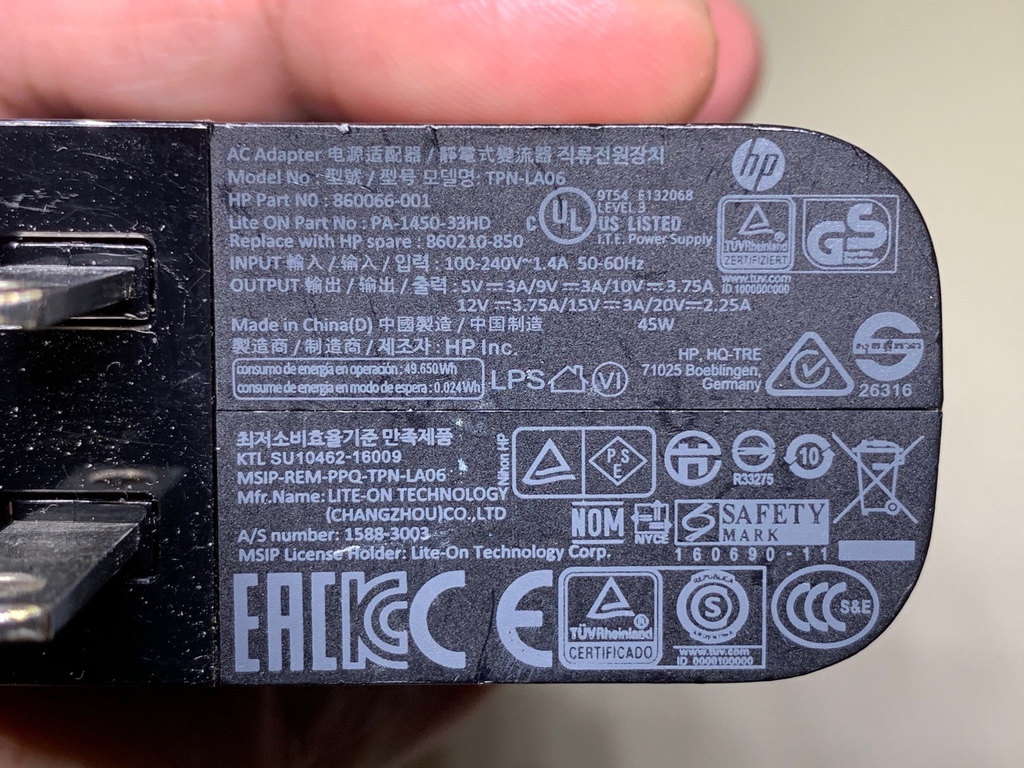 AC Adapter 电源适配器 / 靜電式變流器 직류전원장치
hp
Model No : 型號 / 型号 모델명: TPN-LA06
HP Part N0 : 860066-001
Lite ON Part No : PA-1450-33HD
Replace with HP spare : 860210-850
c UL
9T54 E132068
LEVEL 3
US LISTED
I.T.E. Power Supply
TÜVRheinland
ZERTIFIZIERT
GS
www.tuv.com
ID 100000000
INPUT 輸入 / 输入 / 입력 : 100-240V~1.4A 50-60Hz
OUTPUT 輸出 / 输出 / 출력 : 5V⎓3A/9V⎓3A/10V⎓3.75A
12V⎓3.75A/15V⎓3A/20V⎓2.25A
Made in China(D) 中國製造 / 中国制造 45W
製造商 / 制造商 / 제조자 : HP Inc.
consumo de energía en operación : 49.650Wh
consumo de energía en modo de espera : 0.024Wh
LPS VI
HP, HQ-TRE
71025 Boeblingen,
Germany
26316
최저소비효율기준 만족제품
KTL SU10462-16009
MSIP-REM-PPQ-TPN-LA06
Mfr.Name: LITE-ON TECHNOLOGY
(CHANGZHOU)CO.,LTD
A/S number: 1588-3003
MSIP License Holder: Lite-On Technology Corp.
Nihon HP
PSE
R33275
10
NOM
NYCE
SAFETY
MARK
160690-11
EAC
CE
TÜVRheinland
CERTIFICADO
REPUBLICA
S
www.tuv.com
ID 0000100000
CCC S&E